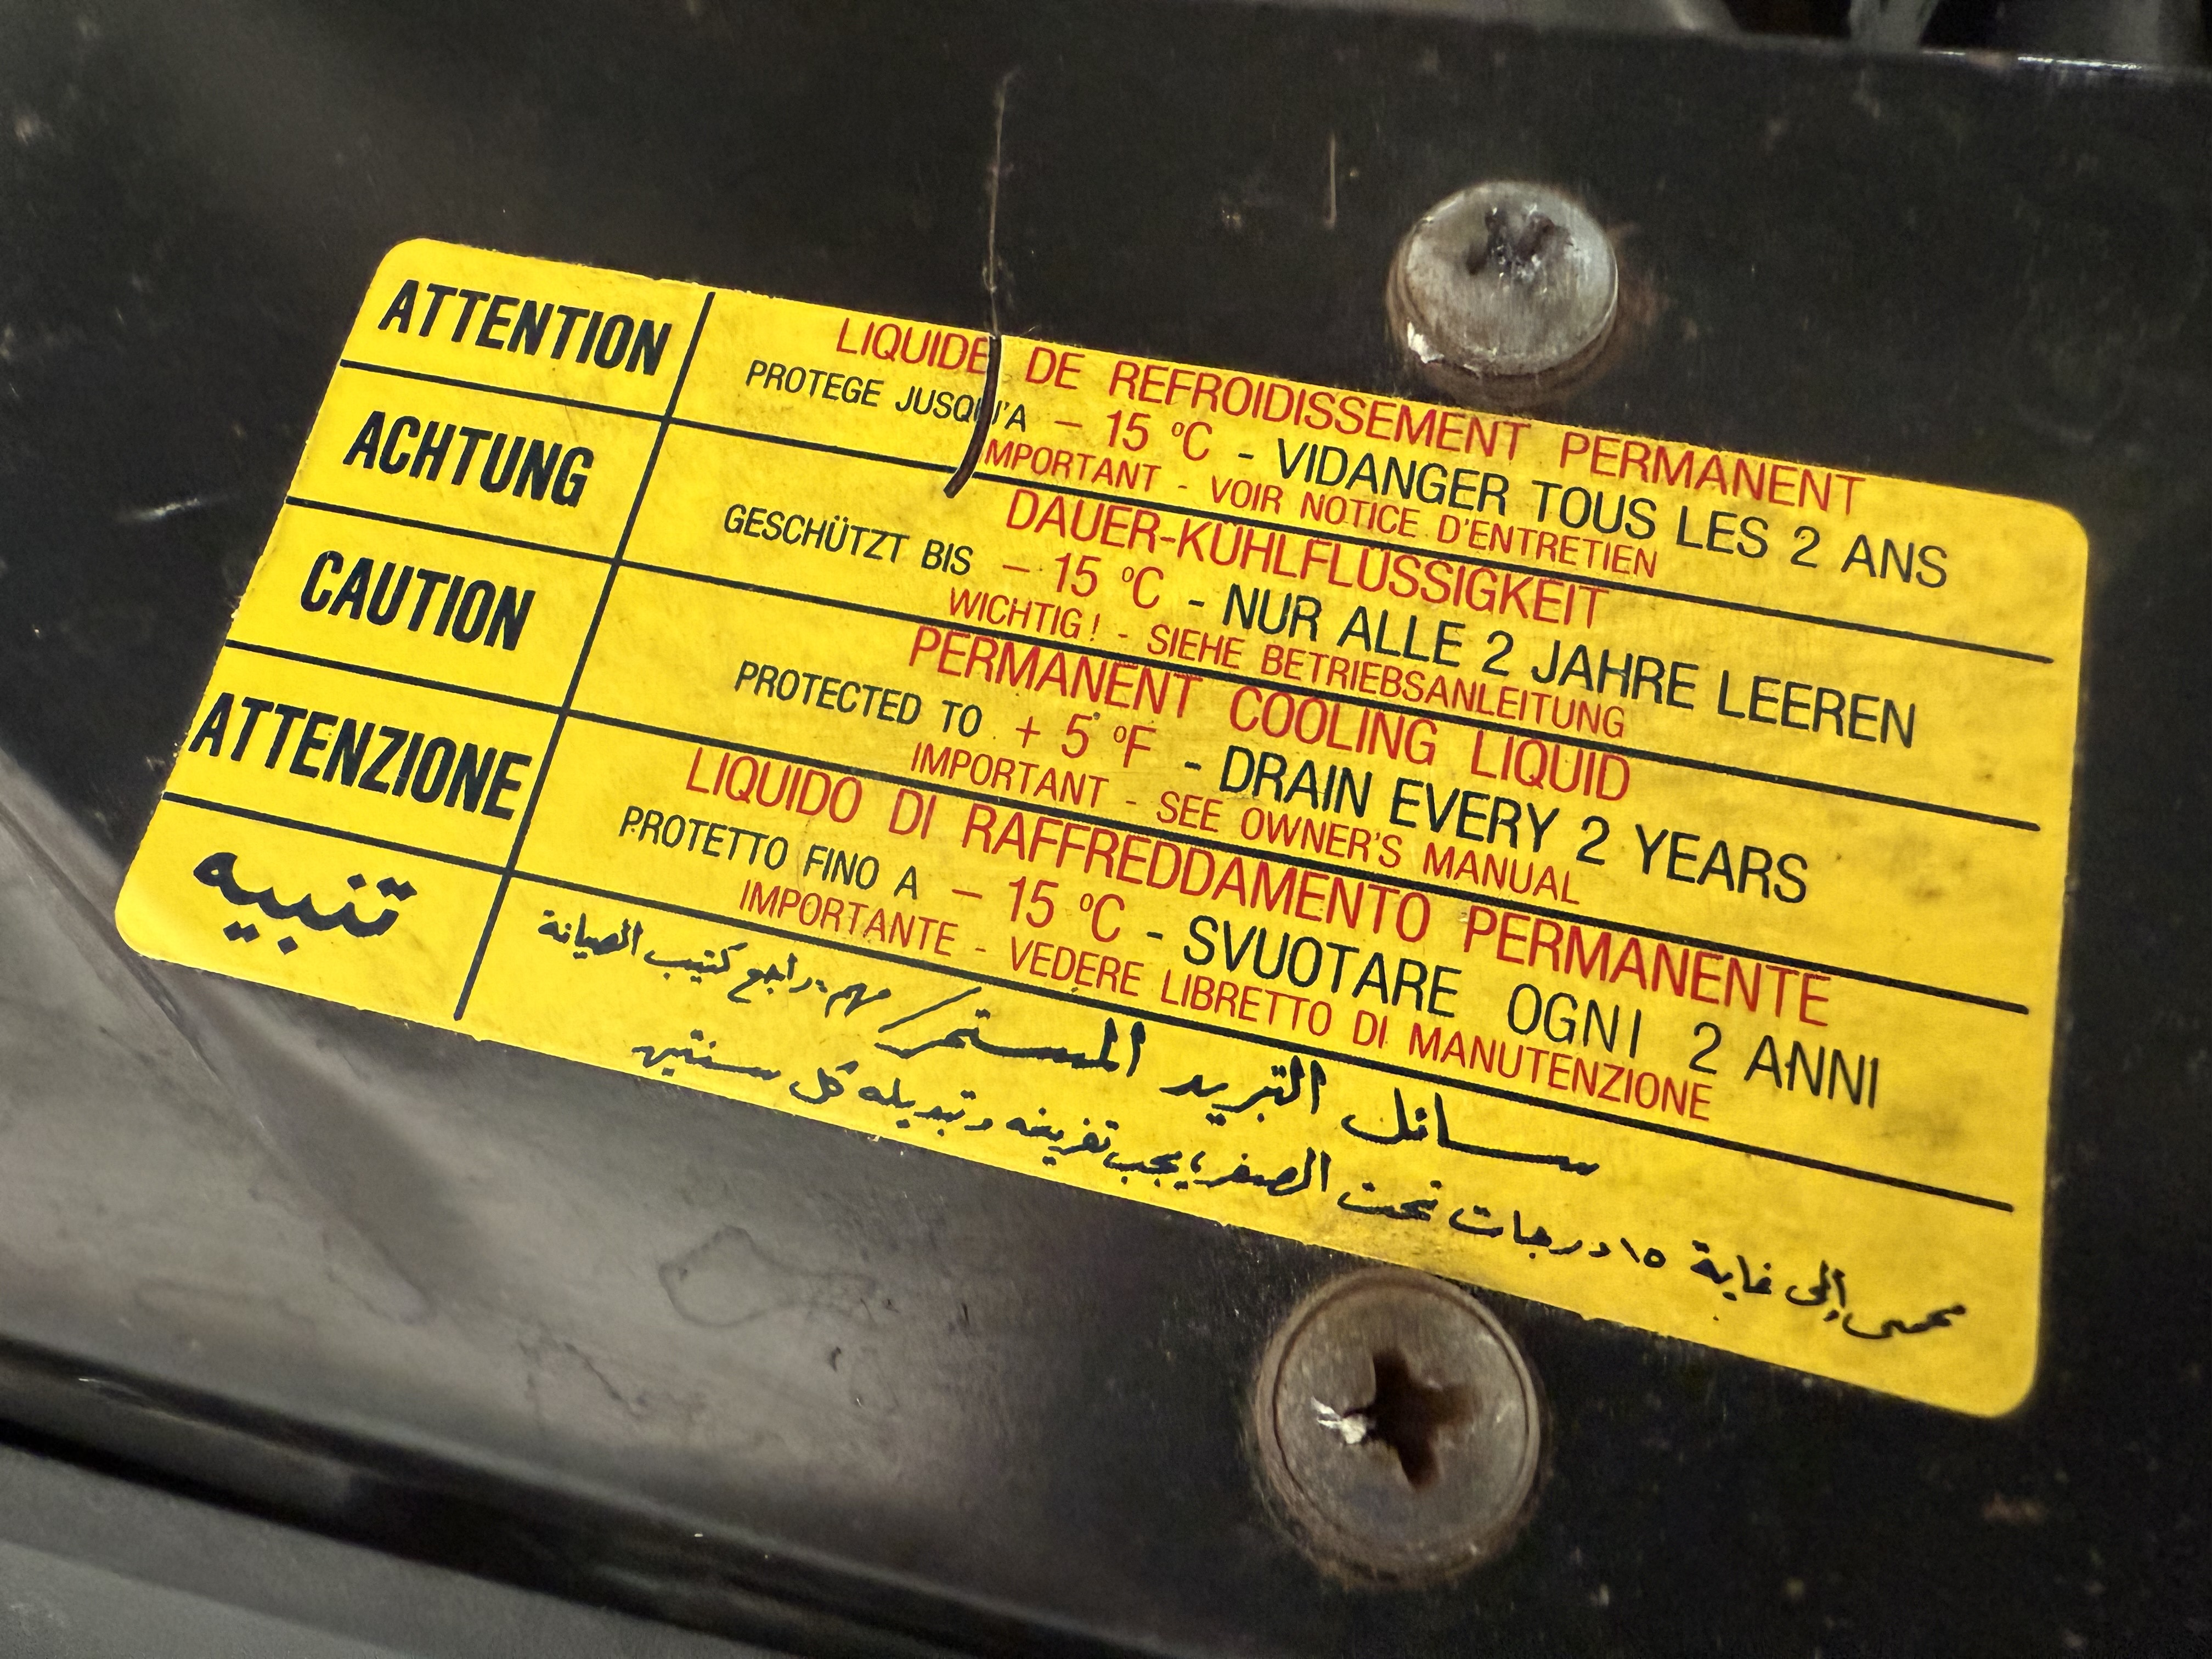 ATTENTION
LIQUIDE DE REFROIDISSEMENT PERMANENT
PROTEGE JUSQU'A - 15 °C - VIDANGER TOUS LES 2 ANS
IMPORTANT - VOIR NOTICE D'ENTRETIEN
ACHTUNG
DAUER-KÜHLFLÜSSIGKEIT
GESCHÜTZT BIS - 15 °C - NUR ALLE 2 JAHRE LEEREN
WICHTIG! - SIEHE BETRIEBSANLEITUNG
CAUTION
PERMANENT COOLING LIQUID
PROTECTED TO + 5 °F - DRAIN EVERY 2 YEARS
IMPORTANT - SEE OWNER'S MANUAL
ATTENZIONE
LIQUIDO DI RAFFREDDAMENTO PERMANENTE
PROTETTO FINO A - 15 °C - SVUOTARE OGNI 2 ANNI
IMPORTANTE - VEDERE LIBRETTO DI MANUTENZIONE
تنبيه
سائل التبريد المستمر / مهم: راجع كتيب الصيانة
محمى إلى غاية ١٥ درجات تحت الصفر، يجب تفريغه وتبديله كل سنتين